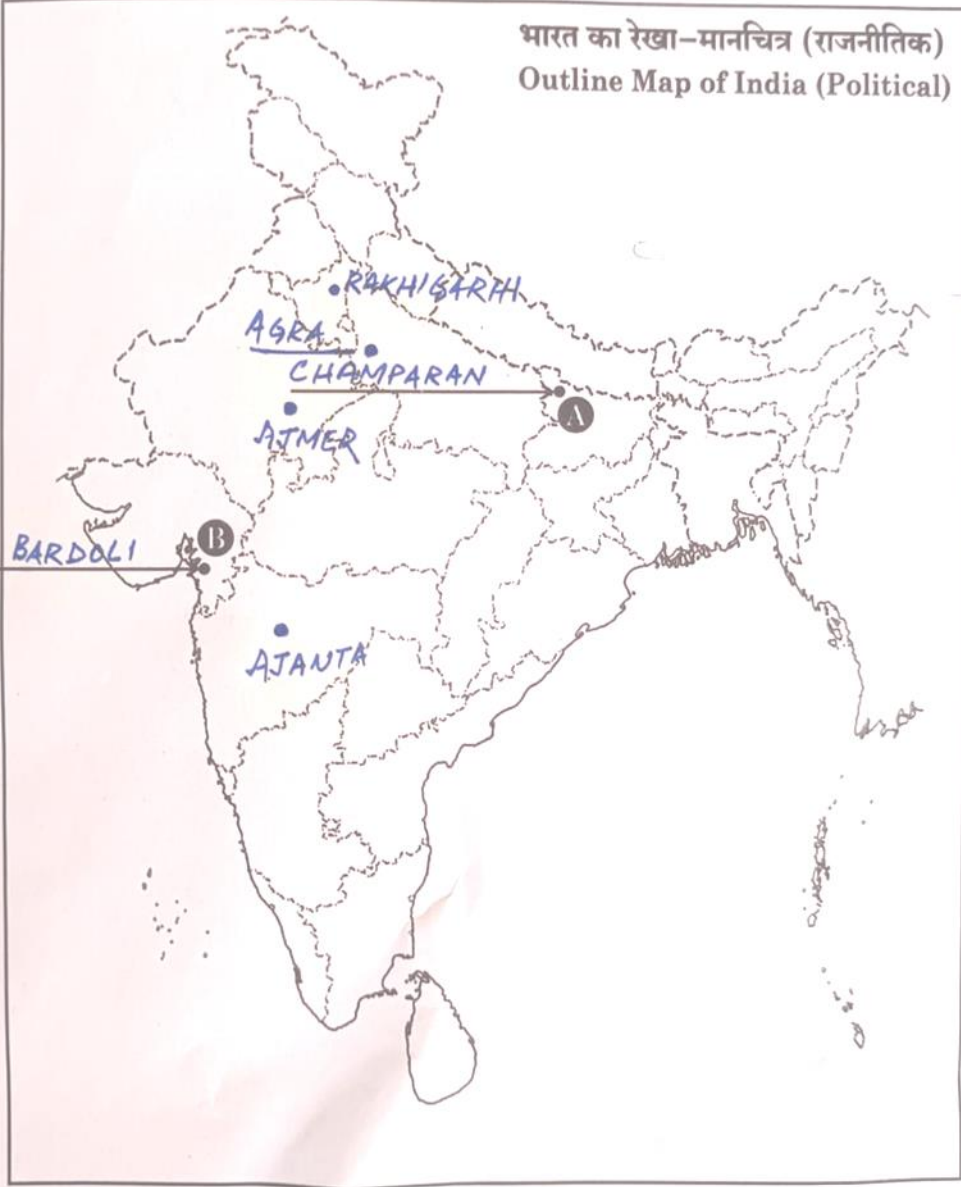 भारत का रेखा–मानचित्र (राजनीतिक)
Outline Map of India (Political)
RAKHIGARHI
AGRA
CHAMPARAN
A
AJMER
B
BARDOLI
AJANTA